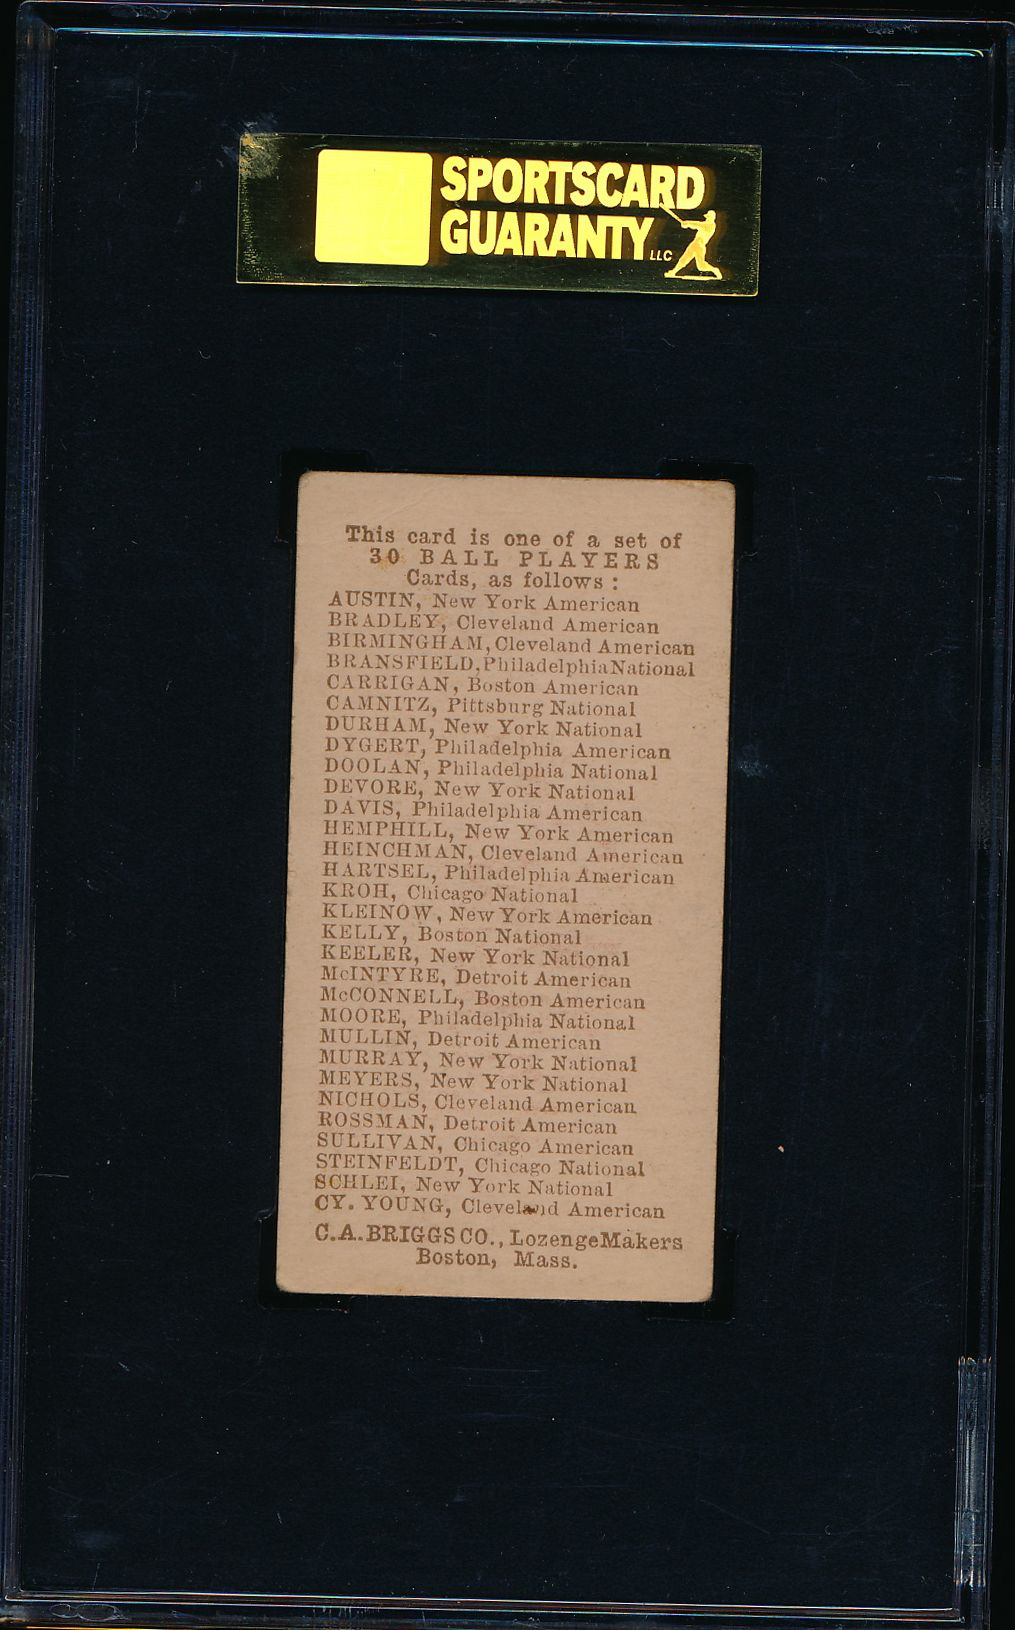 SPORTSCARD
GUARANTY LLC
This card is one of a set of
30 BALL PLAYERS
Cards, as follows :
AUSTIN, New York American
BRADLEY, Cleveland American
BIRMINGHAM, Cleveland American
BRANSFIELD, Philadelphia National
CARRIGAN, Boston American
CAMNITZ, Pittsburg National
DURHAM, New York National
DYGERT, Philadelphia American
DOOLAN, Philadelphia National
DEVORE, New York National
DAVIS, Philadelphia American
HEMPHILL, New York American
HEINCHMAN, Cleveland American
HARTSEL, Philadelphia American
KROH, Chicago National
KLEINOW, New York American
KELLY, Boston National
KEELER, New York National
McINTYRE, Detroit American
McCONNELL, Boston American
MOORE, Philadelphia National
MULLIN, Detroit American
MURRAY, New York National
MEYERS, New York National
NICHOLS, Cleveland American
ROSSMAN, Detroit American
SULLIVAN, Chicago American
STEINFELDT, Chicago National
SCHLEI, New York National
CY. YOUNG, Cleveland American
C.A. BRIGGS CO., Lozenge Makers
Boston, Mass.